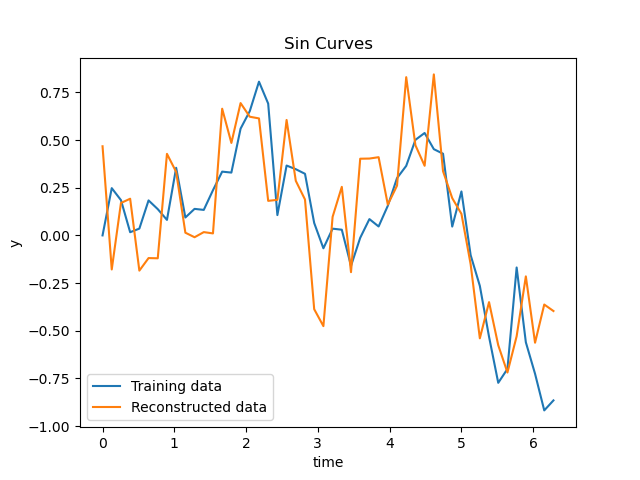 Sin Curves
y
0.75
0.50
0.25
0.00
−0.25
−0.50
−0.75
−1.00
Training data
Reconstructed data
0 1 2 3 4 5 6
time